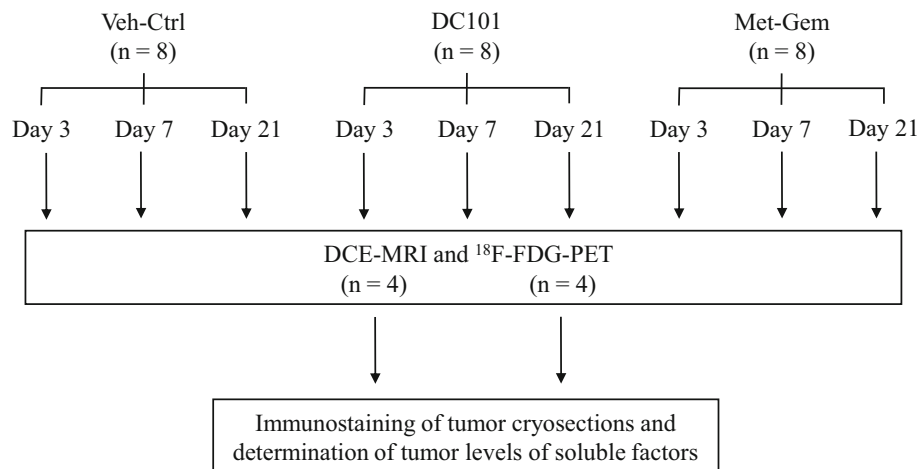 Veh-Ctrl DC101 Met-Gem
(n = 8) (n = 8) (n = 8)
Day 3 Day 7 Day 21 Day 3 Day 7 Day 21 Day 3 Day 7 Day 21
DCE-MRI and ¹⁸F-FDG-PET
(n = 4) (n = 4)
Immunostaining of tumor cryosections and
determination of tumor levels of soluble factors